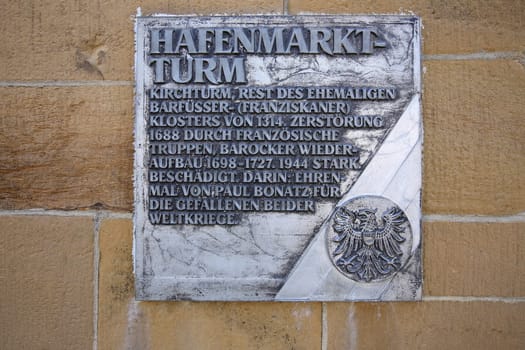 HAFENMARKT-
TURM
KIRCHTURM, REST DES EHEMALIGEN
BARFÜSSER- (FRANZISKANER)
KLOSTERS VON 1314. ZERSTÖRUNG
1688 DURCH FRANZÖSISCHE
TRUPPEN, BAROCKER WIEDER-
AUFBAU 1698-1727. 1944 STARK
BESCHÄDIGT. DARIN: EHREN-
MAL VON PAUL BONATZ FÜR
DIE GEFALLENEN BEIDER
WELTKRIEGE.